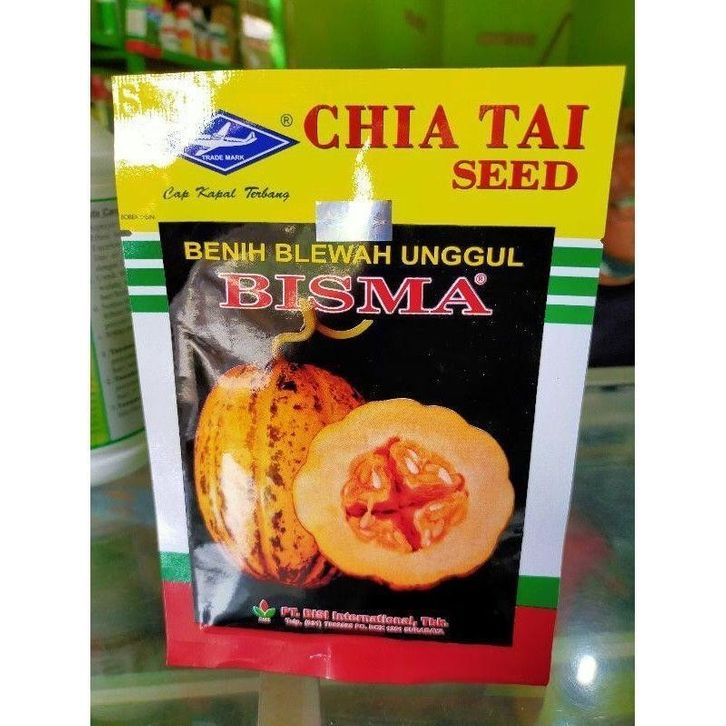 CHIA TAI
SEED
®
TRADE MARK
Cap Kapal Terbang
BENIH BLEWAH UNGGUL
BISMA®
PT. BISI International, Tbk.